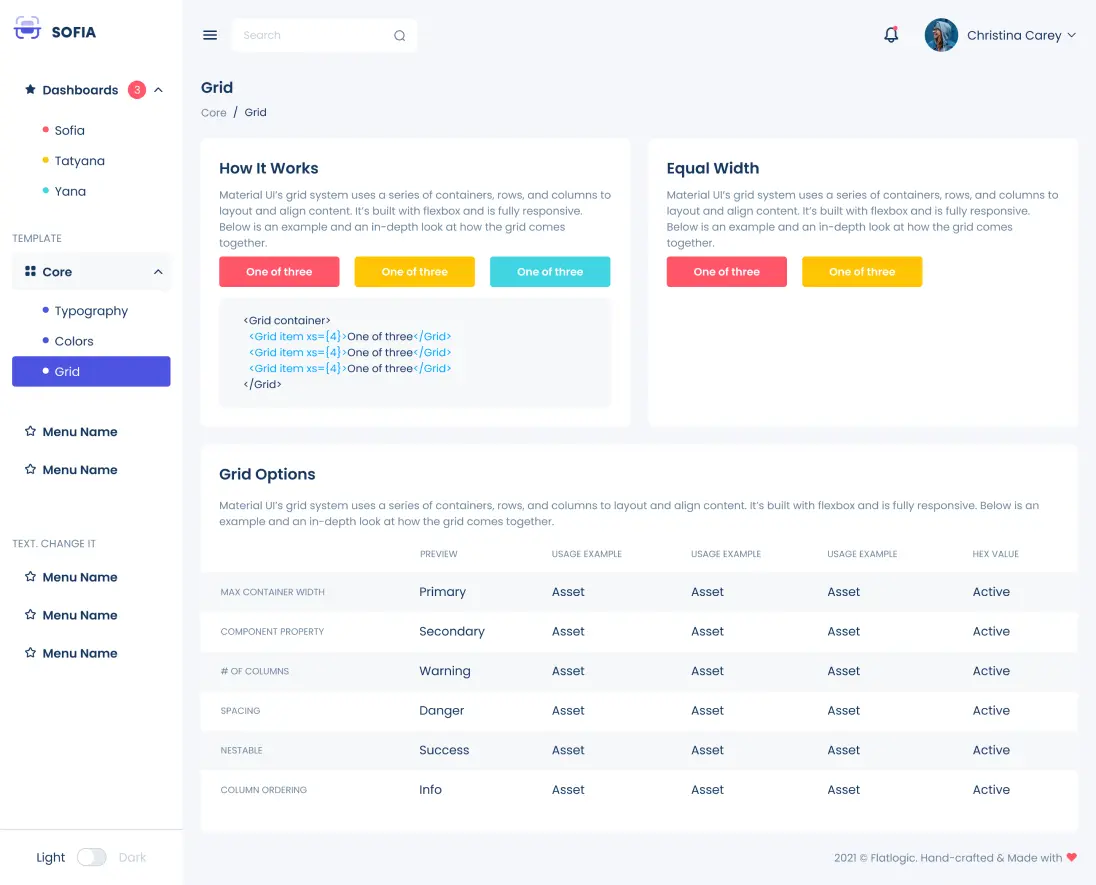 SOFIA
Search
Christina Carey
Dashboards 3
Sofia
Tatyana
Yana
TEMPLATE
Core
Typography
Colors
Grid
Menu Name
Menu Name
TEXT. CHANGE IT
Menu Name
Menu Name
Menu Name
Light Dark
Grid
Core / Grid
How It Works
Material UI's grid system uses a series of containers, rows, and columns to
layout and align content. It's built with flexbox and is fully responsive.
Below is an example and an in-depth look at how the grid comes
together.
One of three One of three One of three
<Grid container>
<Grid item xs={4}>One of three</Grid>
<Grid item xs={4}>One of three</Grid>
<Grid item xs={4}>One of three</Grid>
</Grid>
Equal Width
Material UI's grid system uses a series of containers, rows, and columns to
layout and align content. It's built with flexbox and is fully responsive.
Below is an example and an in-depth look at how the grid comes
together.
One of three One of three
Grid Options
Material UI's grid system uses a series of containers, rows, and columns to layout and align content. It's built with flexbox and is fully responsive. Below is an
example and an in-depth look at how the grid comes together.
PREVIEW USAGE EXAMPLE USAGE EXAMPLE USAGE EXAMPLE HEX VALUE
MAX CONTAINER WIDTH Primary Asset Asset Asset Active
COMPONENT PROPERTY Secondary Asset Asset Asset Active
# OF COLUMNS Warning Asset Asset Asset Active
SPACING Danger Asset Asset Asset Active
NESTABLE Success Asset Asset Asset Active
COLUMN ORDERING Info Asset Asset Asset Active
2021 © Flatlogic. Hand-crafted & Made with ❤